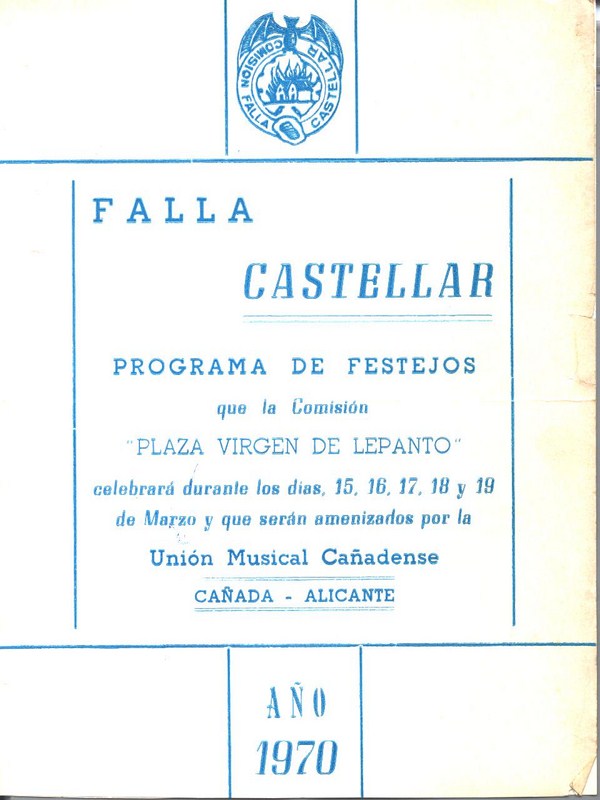 COMISION FALLA CASTELLAR
FALLA
CASTELLAR
PROGRAMA DE FESTEJOS
que la Comisión
"PLAZA VIRGEN DE LEPANTO"
celebrará durante los dias, 15, 16, 17, 18 y 19
de Marzo y que serán amenizados por la
Unión Musical Cañadense
CAÑADA - ALICANTE
AÑO
1970